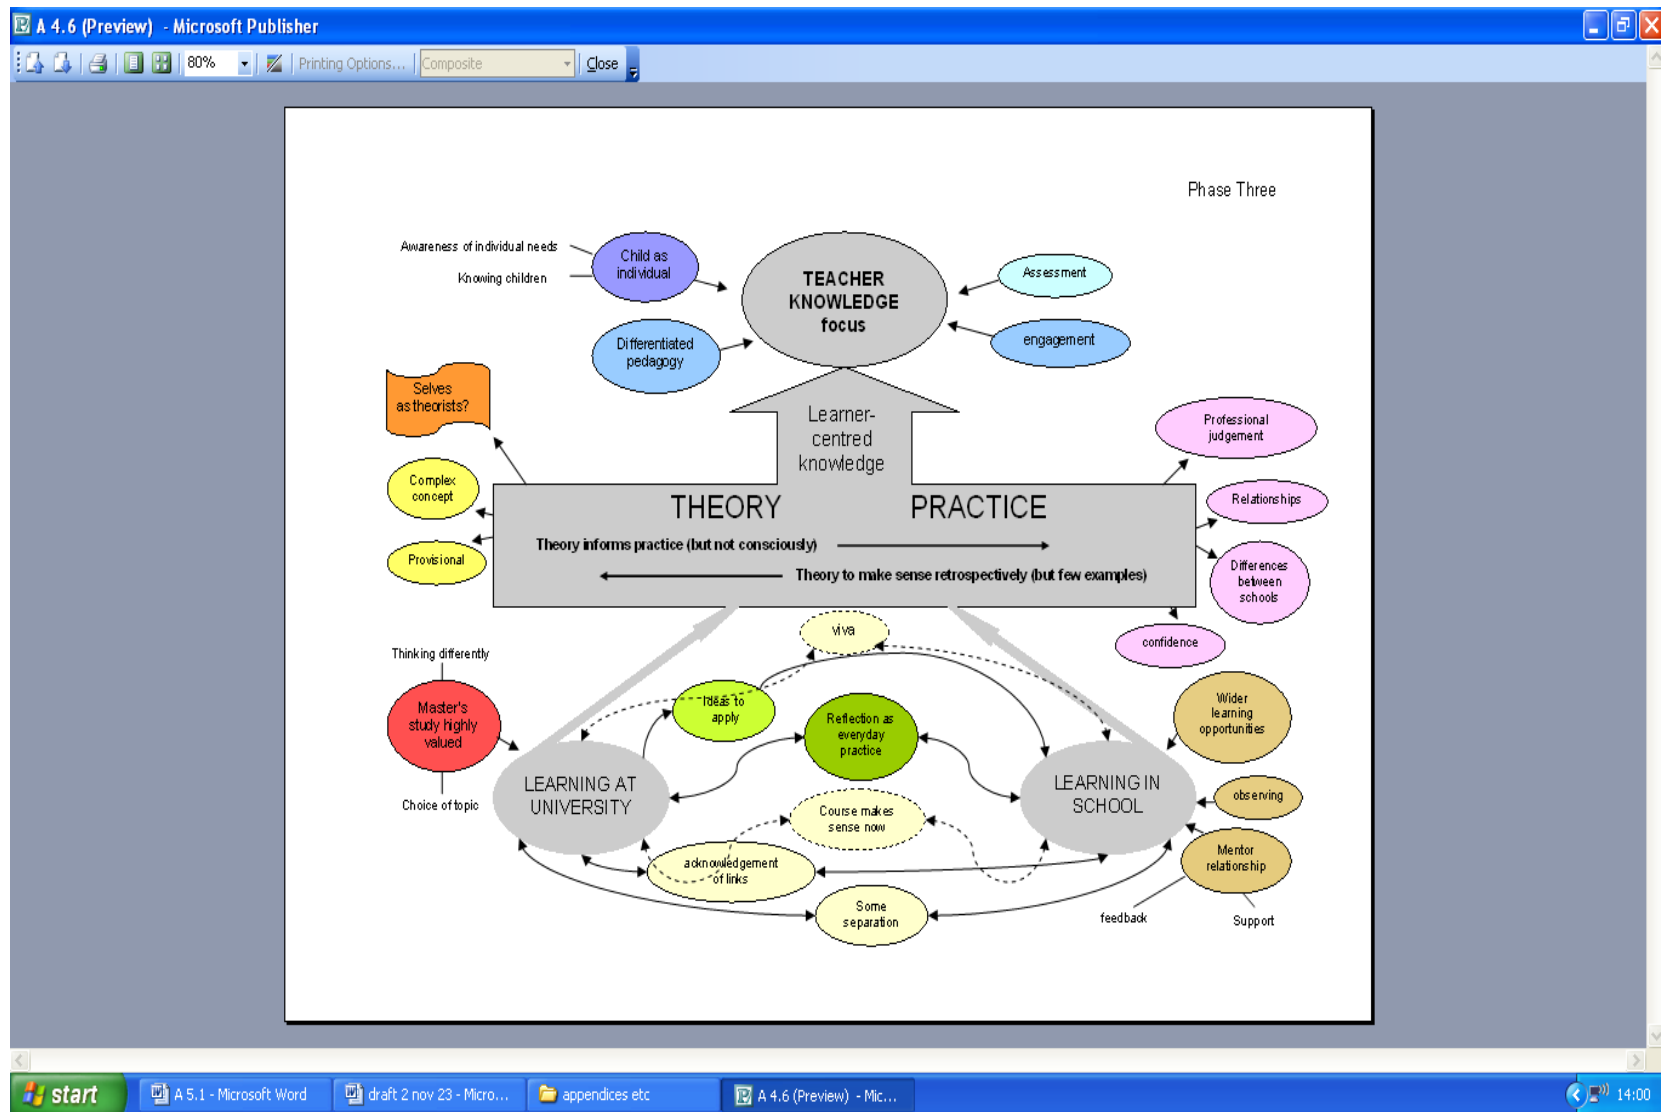 A 4.6 (Preview) - Microsoft Publisher
80%
Printing Options...
Composite
Close
Phase Three
Awareness of individual needs
Knowing children
Child as
individual
TEACHER
KNOWLEDGE
focus
Assessment
Differentiated
pedagogy
engagement
Selves
as theorists?
Learner-
centred
knowledge
Professional
judgement
Complex
concept
Relationships
THEORY
PRACTICE
Theory informs practice (but not consciously)
Theory to make sense retrospectively (but few examples)
Provisional
Differences
between
schools
confidence
viva
Thinking differently
Master's
study highly
valued
Choice of topic
Ideas to
apply
Reflection as
everyday
practice
Wider
learning
opportunities
LEARNING AT
UNIVERSITY
LEARNING IN
SCHOOL
observing
Course makes
sense now
acknowledgement
of links
Mentor
relationship
Some
separation
feedback
Support
start
A 5.1 - Microsoft Word
draft 2 nov 23 - Micro...
appendices etc
A 4.6 (Preview) - Mic...
14:00